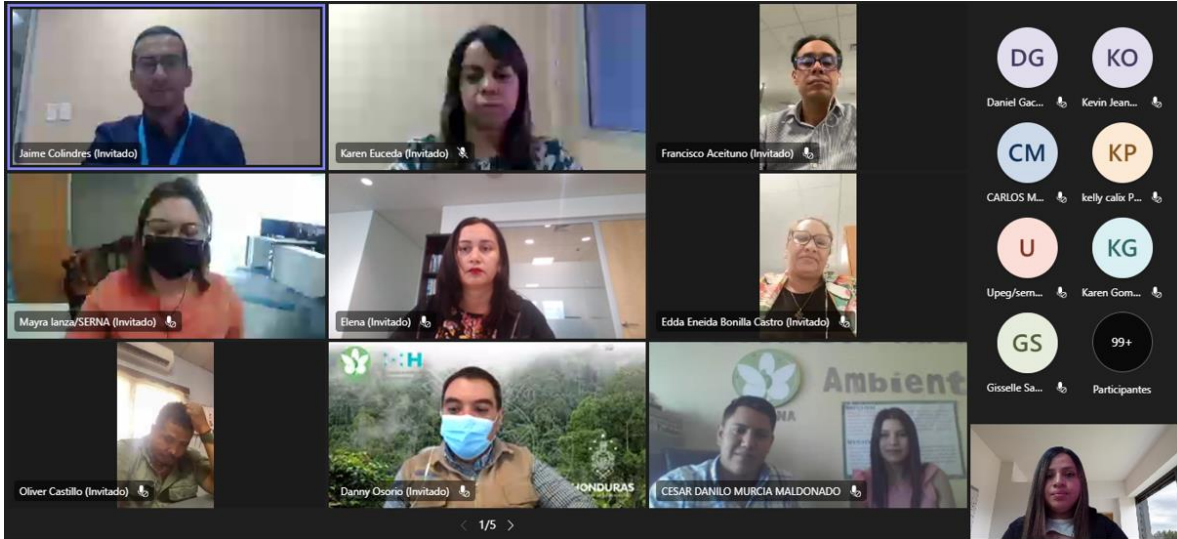 Jaime Colindres (Invitado)
Karen Euceda (Invitado)
Francisco Aceituno (Invitado)
DG
KO
Daniel Gac...
Kevin Jean...
CM
KP
CARLOS M...
kelly calix P...
Mayra lanza/SERNA (Invitado)
Elena (Invitado)
Edda Eneida Bonilla Castro (Invitado)
U
KG
Upeg/sern...
Karen Gom...
GS
99+
Gisselle Sa...
Participantes
Oliver Castillo (Invitado)
HONDURAS
Danny Osorio (Invitado)
Ambient
CESAR DANILO MURCIA MALDONADO
1/5